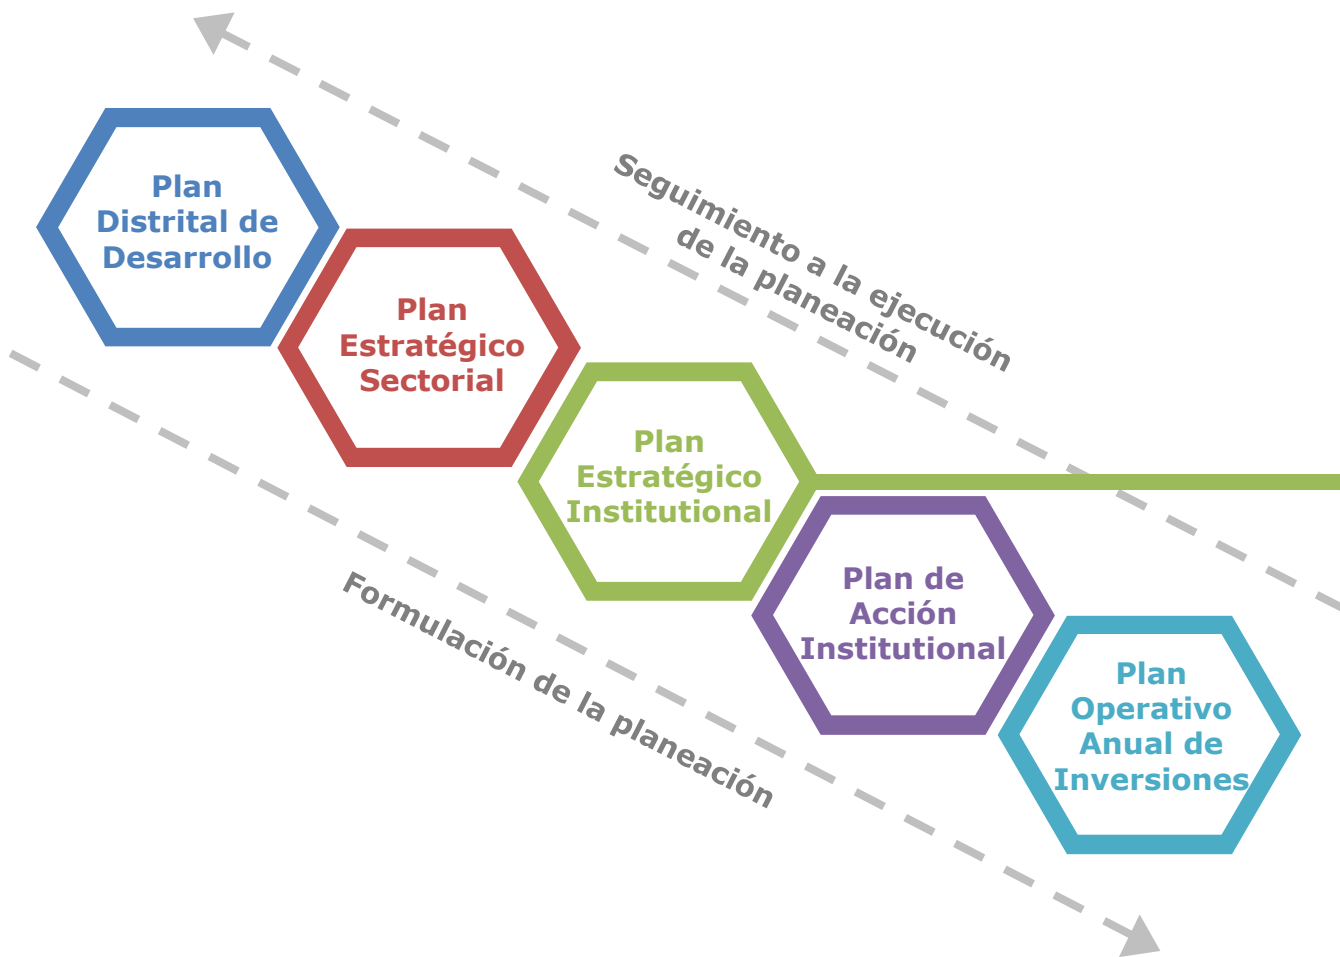 Plan
Distrital de
Desarrollo
Plan
Estratégico
Sectorial
Seguimiento a la ejecución
de la planeación
Plan
Estratégico
Institutional
Formulación de la planeación
Plan de
Acción
Institutional
Plan
Operativo
Anual de
Inversiones